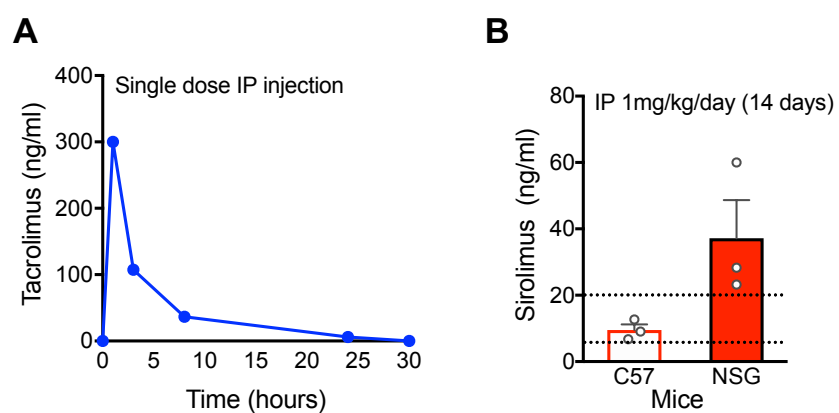 A
Single dose IP injection
Tacrolimus (ng/ml)
400
300
200
100
0
0 5 10 15 20 25 30
Time (hours)
B
IP 1mg/kg/day (14 days)
Sirolimus (ng/ml)
80
60
40
20
0
C57 NSG
Mice